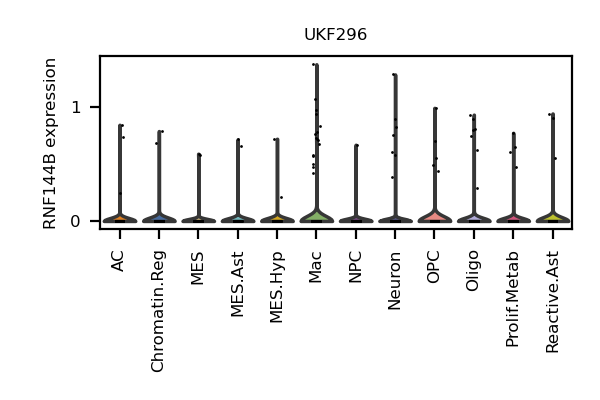 UKF296
RNF144B expression
1
0
AC
Chromatin.Reg
MES
MES.Ast
MES.Hyp
Mac
NPC
Neuron
OPC
Oligo
Prolif.Metab
Reactive.Ast